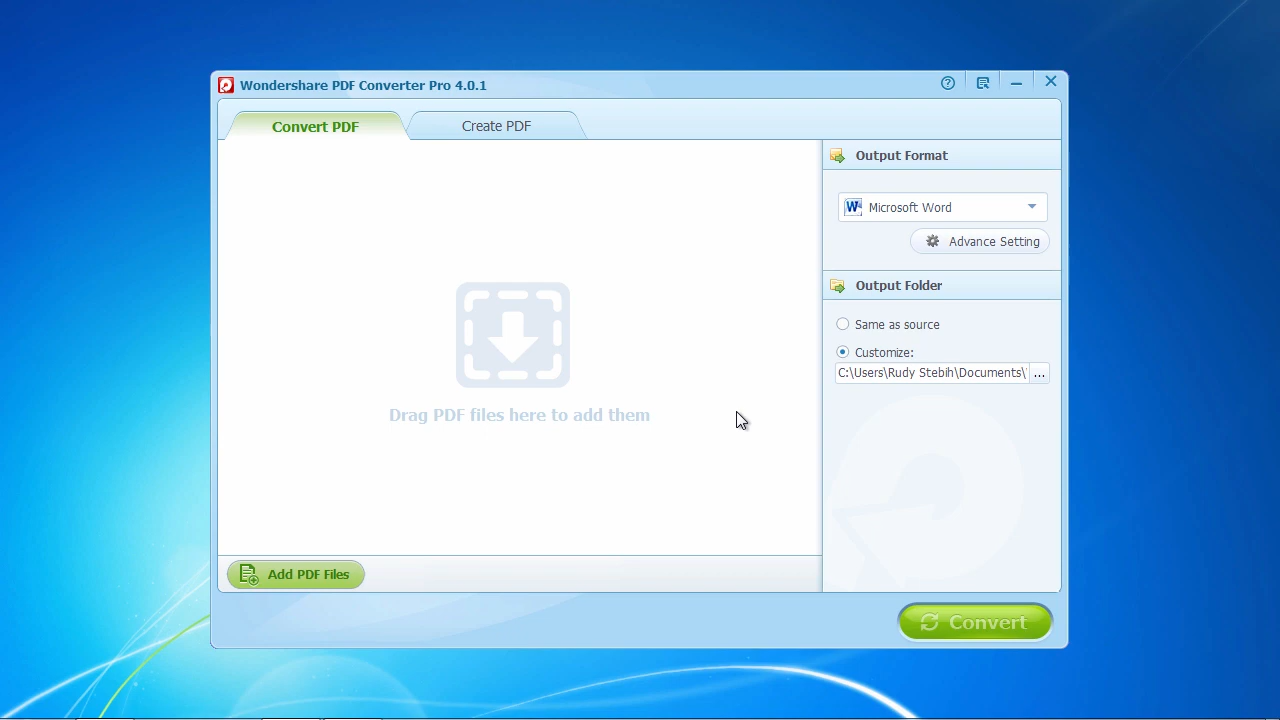 Wondershare PDF Converter Pro 4.0.1
Convert PDF
Create PDF
Output Format
Microsoft Word
Advance Setting
Output Folder
Same as source
Customize:
C:\Users\Rudy Stebih\Documents\
...
Drag PDF files here to add them
Add PDF Files
Convert